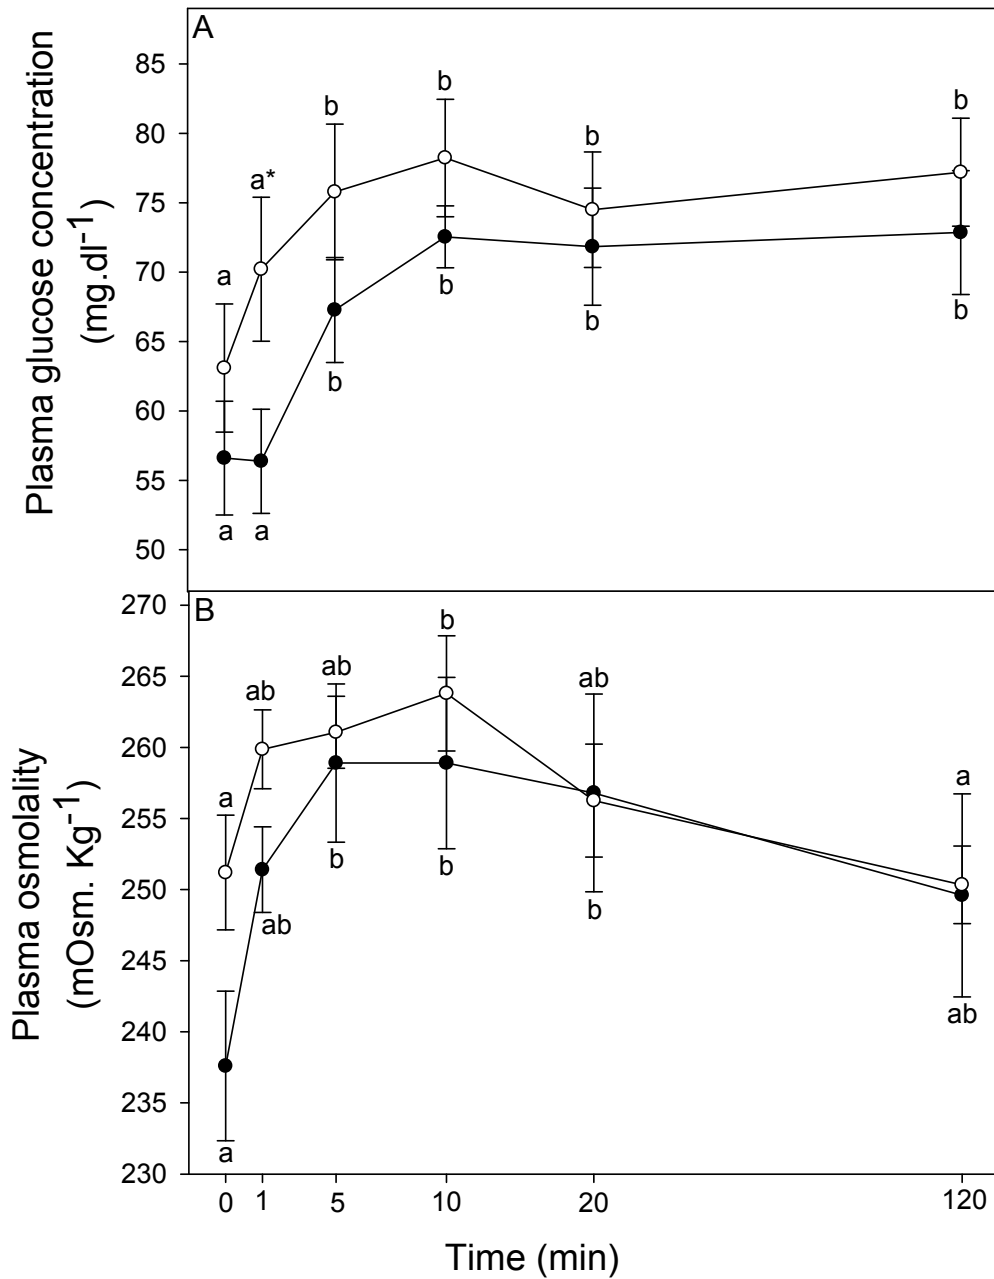 A
Plasma glucose concentration
(mg.dl-1)
85
80
75
70
65
60
55
50
a
a*
b
b
b
b
a
a
b
b
b
b
B
Plasma osmolality
(mOsm. Kg-1)
270
265
260
255
250
245
240
235
230
a
ab
ab
b
ab
a
a
ab
b
b
b
ab
0
1
5
10
20
120
Time (min)